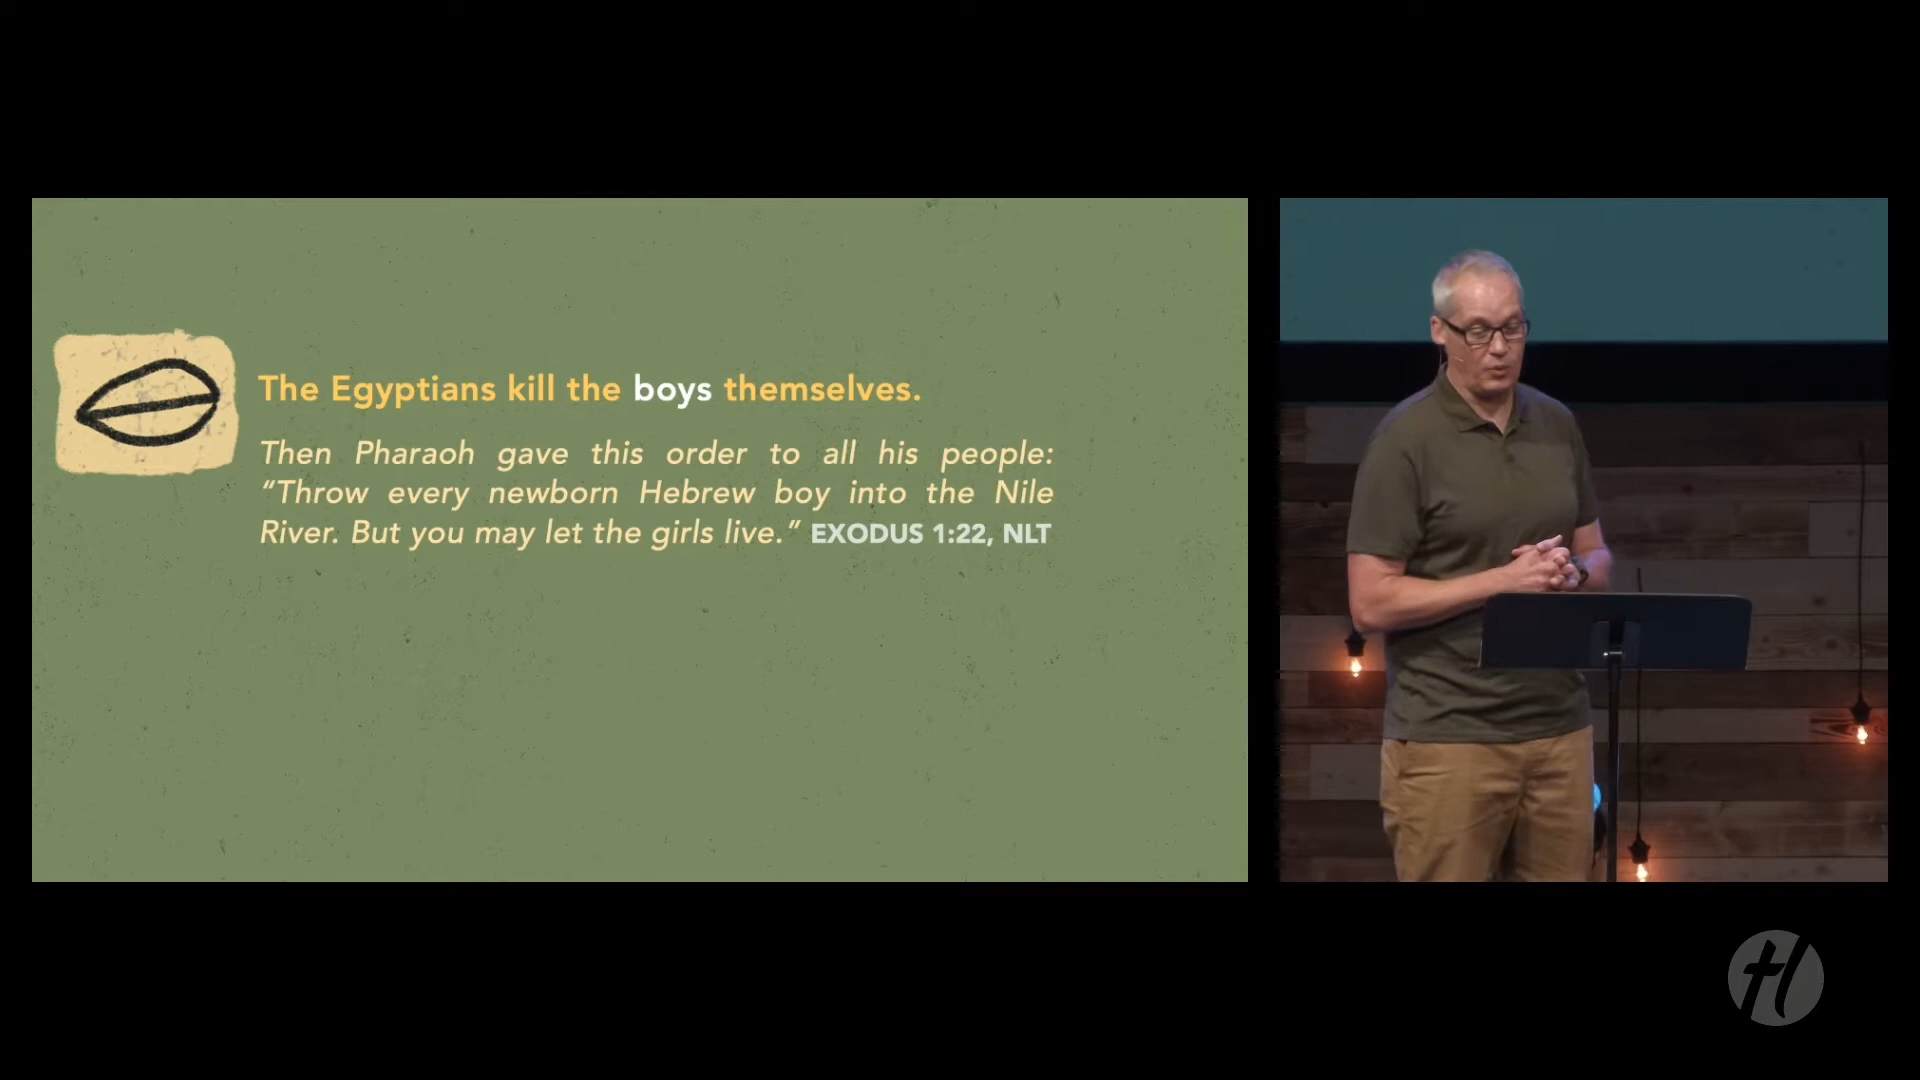 The Egyptians kill the boys themselves.
Then Pharaoh gave this order to all his people:
“Throw every newborn Hebrew boy into the Nile
River. But you may let the girls live.” EXODUS 1:22, NLT